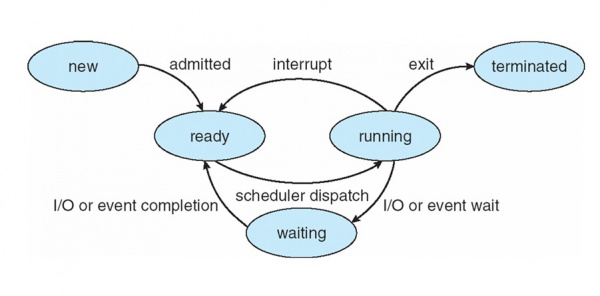 admitted
interrupt
exit
new
terminated
ready
running
scheduler dispatch
I/O or event completion
I/O or event wait
waiting